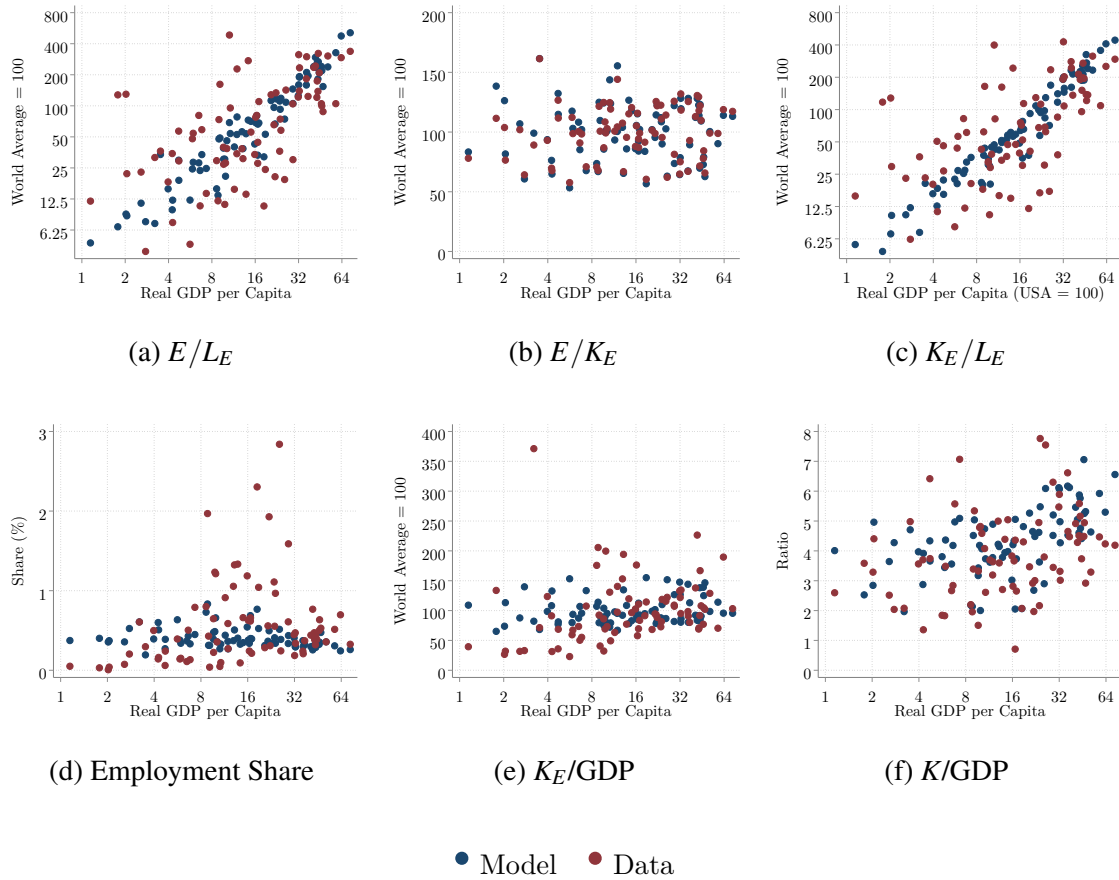 800
400
200
100
50
25
12.5
6.25
World Average = 100
1 2 4 8 16 32 64
Real GDP per Capita
(a) E/L_E
200
150
100
50
0
World Average = 100
1 2 4 8 16 32 64
Real GDP per Capita
(b) E/K_E
800
400
200
100
50
25
12.5
6.25
World Average = 100
1 2 4 8 16 32 64
Real GDP per Capita (USA = 100)
(c) K_E/L_E
3
2
1
0
Share (%)
1 2 4 8 16 32 64
Real GDP per Capita
(d) Employment Share
400
350
300
250
200
150
100
50
0
World Average = 100
1 2 4 8 16 32 64
Real GDP per Capita
(e) K_E/GDP
8
7
6
5
4
3
2
1
0
Ratio
1 2 4 8 16 32 64
Real GDP per Capita
(f) K/GDP
Model Data